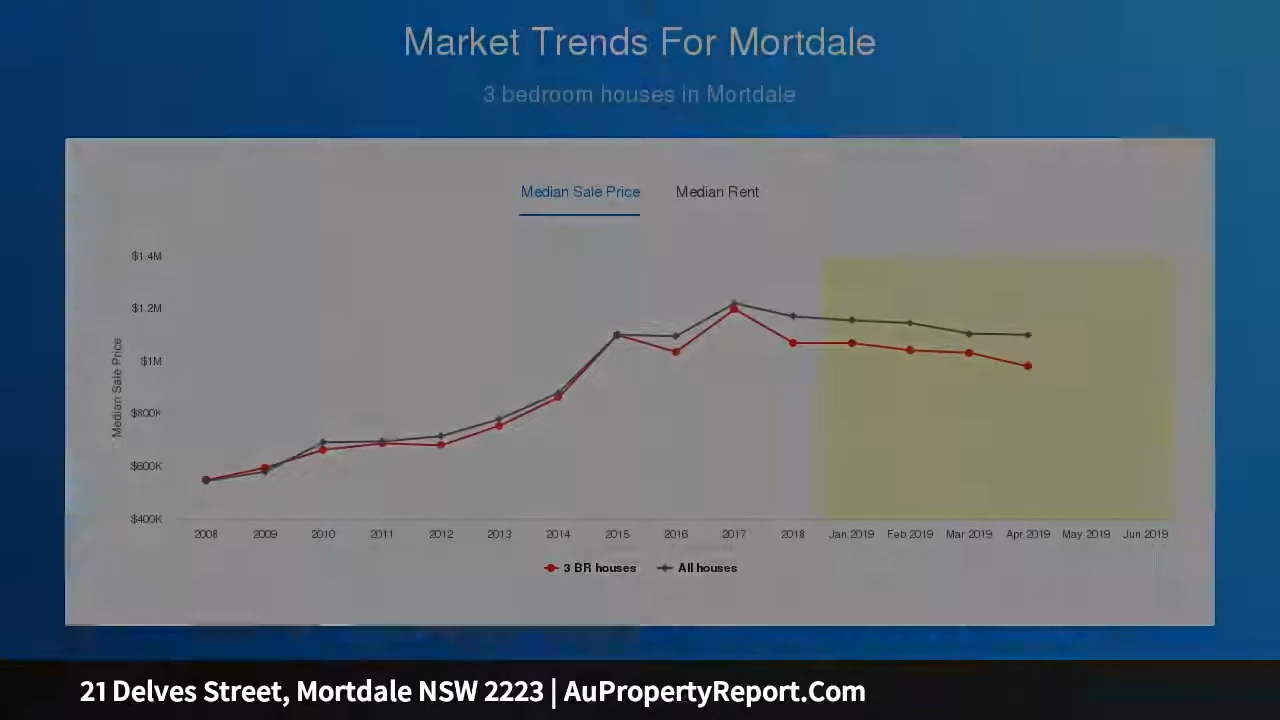 Market Trends For Mortdale
3 bedroom houses in Mortdale
Median Sale Price Median Rent
$1.4M
$1.2M
$1M
$800K
$600K
$400K
Median Sale Price
2008 2009 2010 2011 2012 2013 2014 2015 2016 2017 2018 Jan 2019 Feb 2019 Mar 2019 Apr 2019 May 2019 Jun 2019
3 BR houses All houses
21 Delves Street, Mortdale NSW 2223 | AuPropertyReport.Com